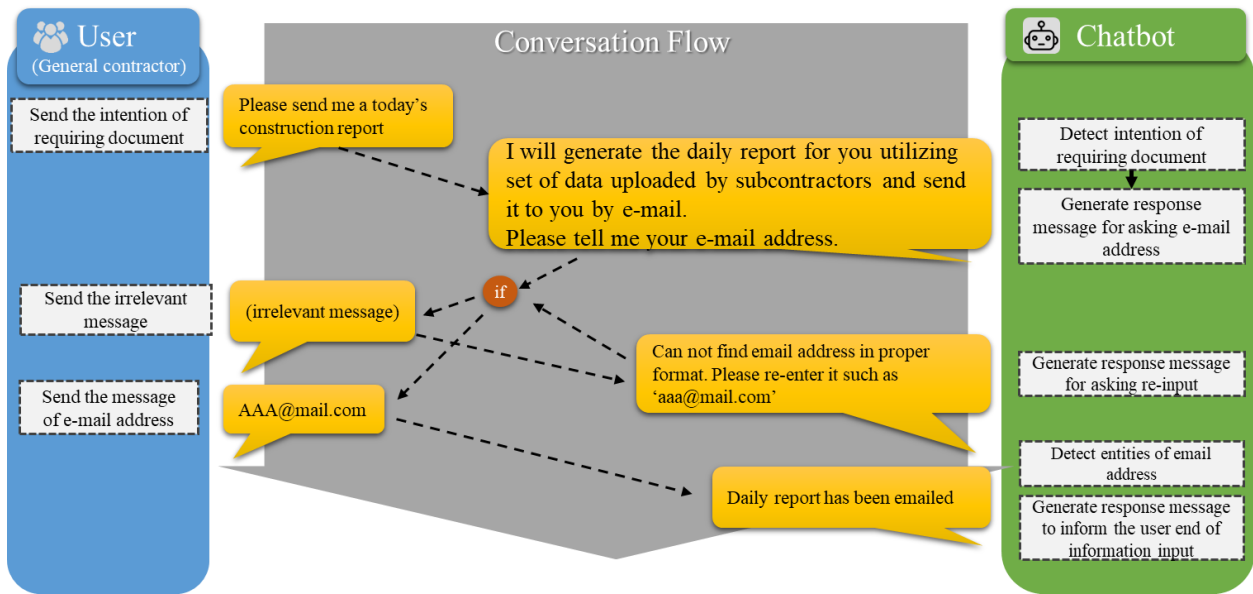 User
(General contractor)
Conversation Flow
Chatbot
Send the intention of
requiring document
Please send me a today's
construction report
Detect intention of
requiring document
I will generate the daily report for you utilizing
set of data uploaded by subcontractors and send
it to you by e-mail.
Please tell me your e-mail address.
Generate response
message for asking e-mail
address
if
Send the irrelevant
message
(irrelevant message)
Can not find email address in proper
format. Please re-enter it such as
‘aaa@mail.com’
Generate response message
for asking re-input
Send the message
of e-mail address
AAA@mail.com
Detect entities of email
address
Daily report has been emailed
Generate response message
to inform the user end of
information input